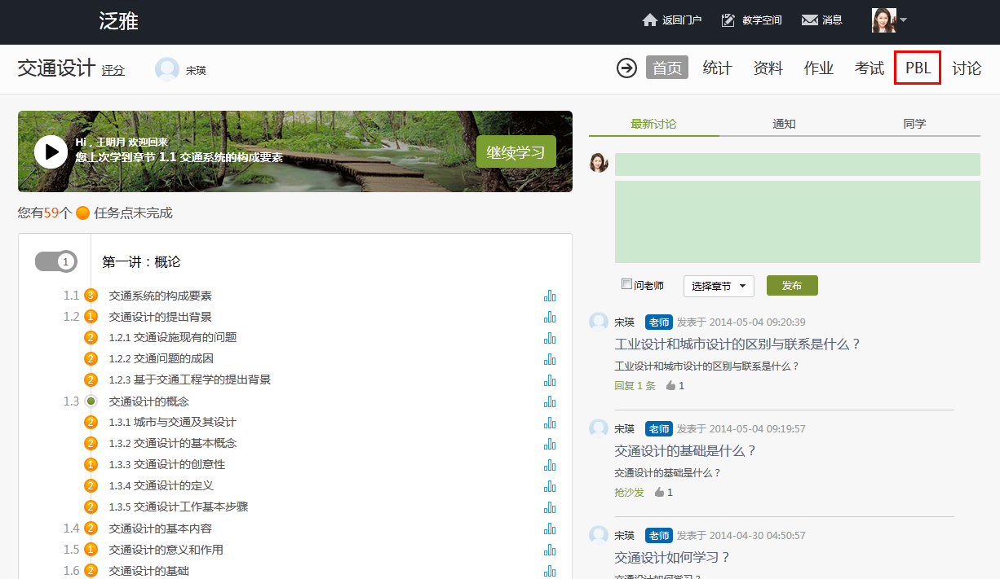 泛雅
返回门户 教学空间 消息
交通设计 评分 宋瑛
首页 统计 资料 作业 考试 PBL 讨论
Hi，王明月 欢迎回来
您上次学到章节 1.1 交通系统的构成要素
继续学习
您有59个 任务点未完成
1 第一讲：概论
1.1 3 交通系统的构成要素
1.2 1 交通设计的提出背景
2 1.2.1 交通设施现有的问题
2 1.2.2 交通问题的成因
2 1.2.3 基于交通工程学的提出背景
1.3 交通设计的概念
2 1.3.1 城市与交通及其设计
2 1.3.2 交通设计的基本概念
1 1.3.3 交通设计的创意性
2 1.3.4 交通设计的定义
2 1.3.5 交通设计工作基本步骤
1.4 2 交通设计的基本内容
1.5 1 交通设计的意义和作用
1.6 2 交通设计的基础
最新讨论 通知 同学
问老师 选择章节 发布
宋瑛 老师 发表于 2014-05-04 09:20:39
工业设计和城市设计的区别与联系是什么？
工业设计和城市设计的区别与联系是什么？
回复 1 条 1
宋瑛 老师 发表于 2014-05-04 09:19:57
交通设计的基础是什么？
交通设计的基础是什么？
抢沙发 1
宋瑛 老师 发表于 2014-04-30 04:50:57
交通设计如何学习？
交通设计如何学习？